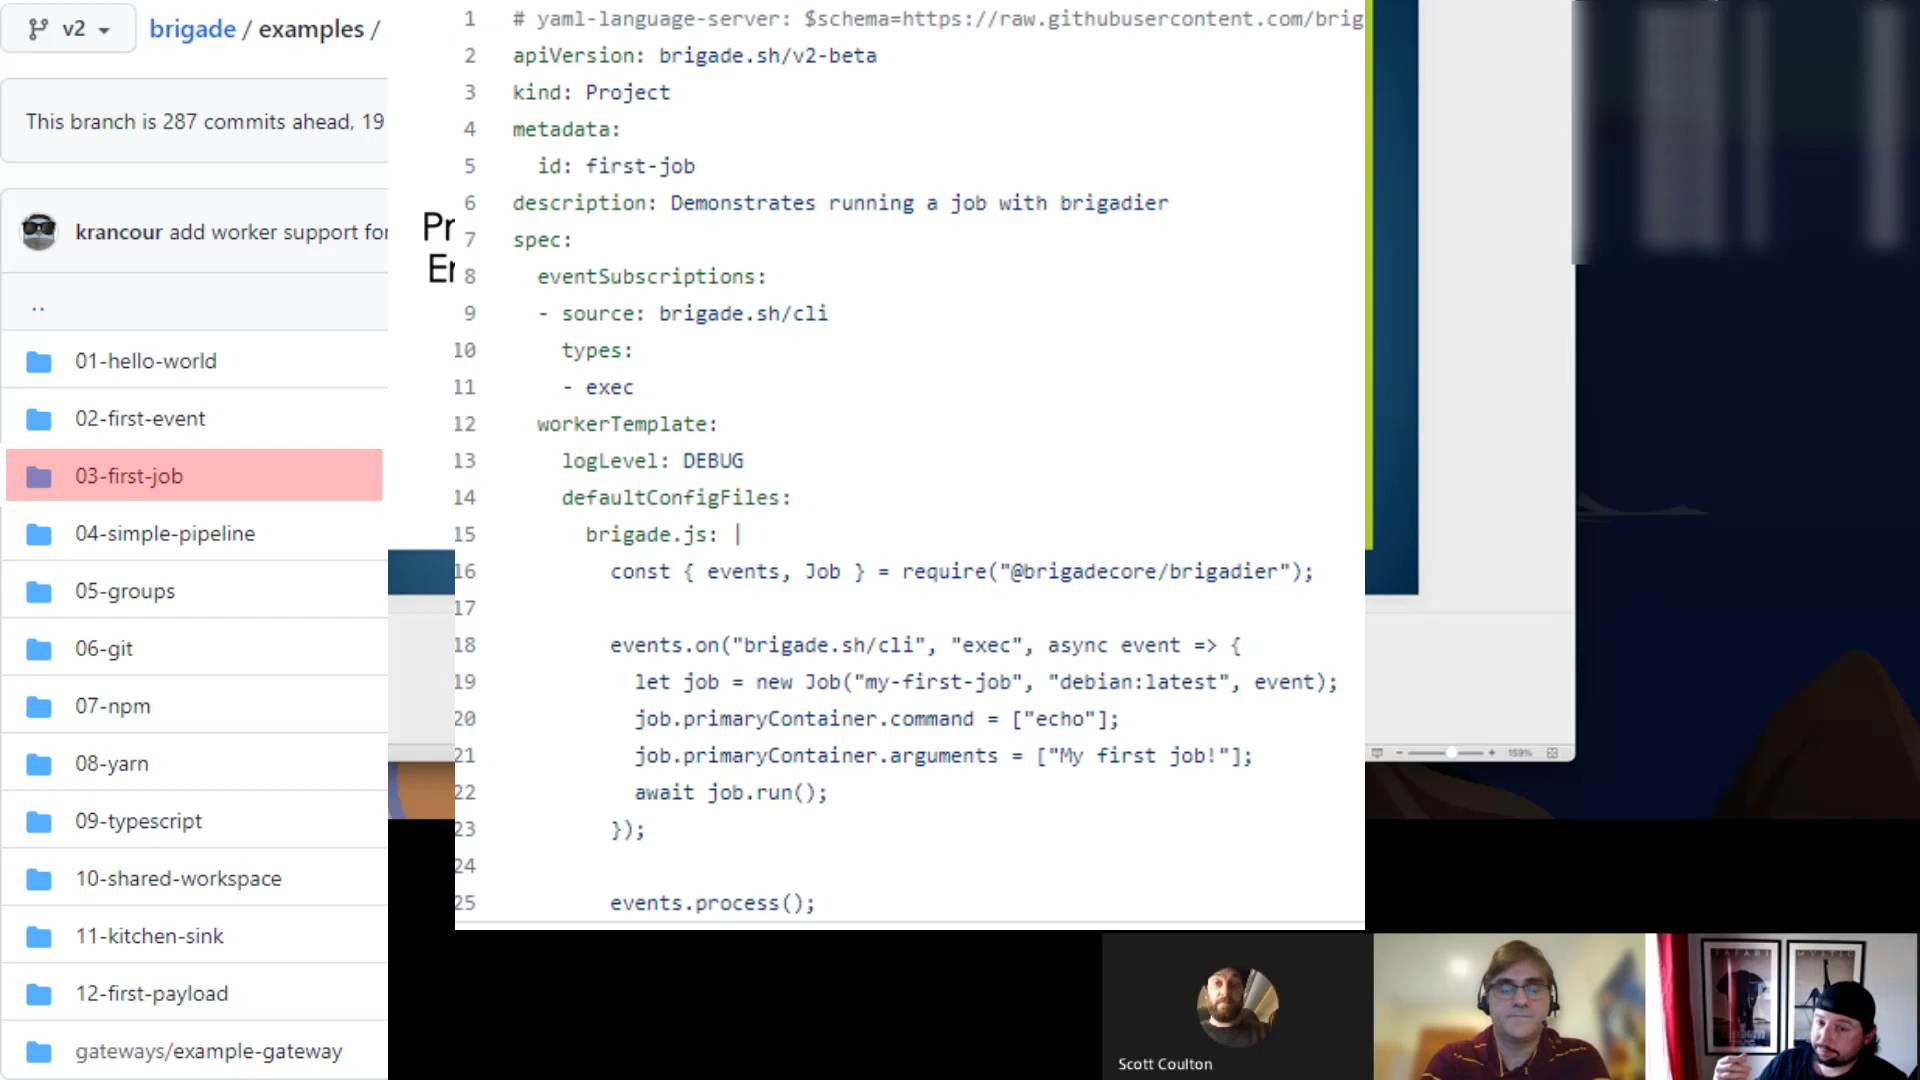 v2
brigade / examples /
This branch is 287 commits ahead, 19
krancour add worker support for
..
01-hello-world
02-first-event
03-first-job
04-simple-pipeline
05-groups
06-git
07-npm
08-yarn
09-typescript
10-shared-workspace
11-kitchen-sink
12-first-payload
gateways/example-gateway
Pr
Er
1 # yaml-language-server: $schema=https://raw.githubusercontent.com/brig
2 apiVersion: brigade.sh/v2-beta
3 kind: Project
4 metadata:
5 id: first-job
6 description: Demonstrates running a job with brigadier
7 spec:
8 eventSubscriptions:
9 - source: brigade.sh/cli
10 types:
11 - exec
12 workerTemplate:
13 logLevel: DEBUG
14 defaultConfigFiles:
15 brigade.js: |
16 const { events, Job } = require("@brigadecore/brigadier");
17
18 events.on("brigade.sh/cli", "exec", async event => {
19 let job = new Job("my-first-job", "debian:latest", event);
20 job.primaryContainer.command = ["echo"];
21 job.primaryContainer.arguments = ["My first job!"];
22 await job.run();
23 });
24
25 events.process();
159%
Scott Coulton
SAFARI
MYSTIC